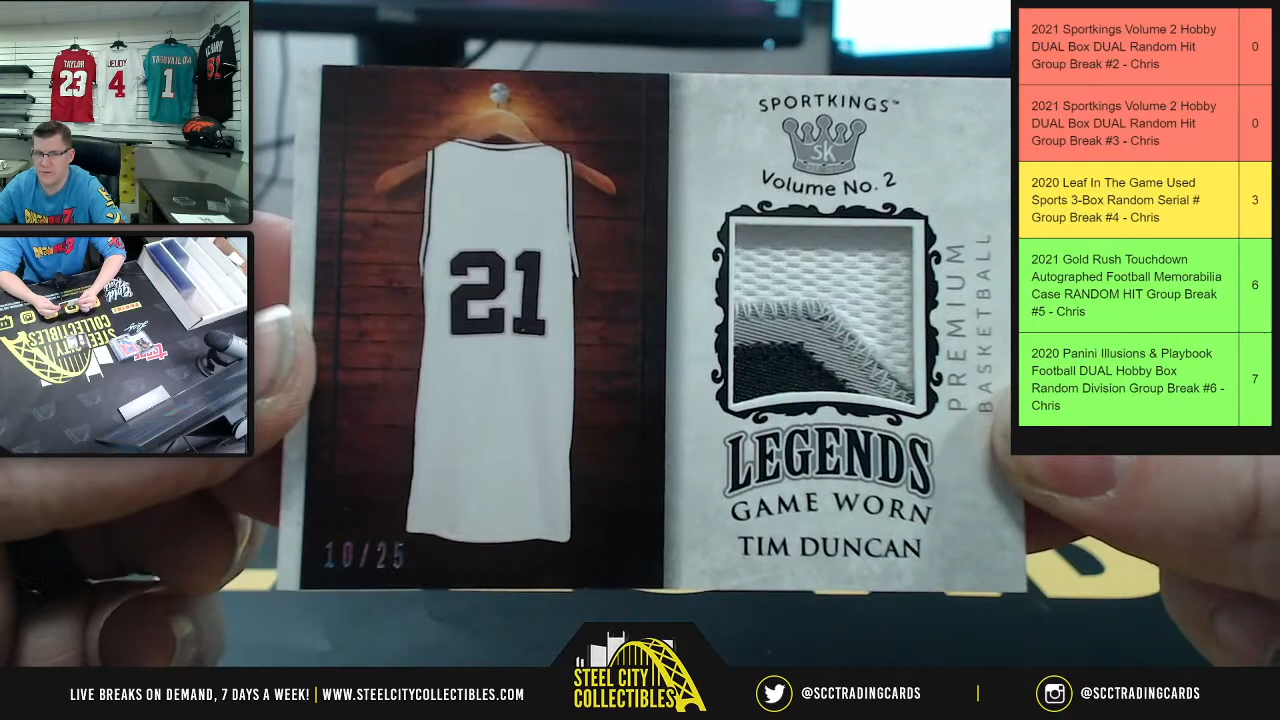 TAYLOR
23
JEUDY
4
TAGOVAILOA
1
51
SPORTKINGS™
SK
Volume No. 2
21
PREMIUM
BASKETBALL
LEGENDS
GAME WORN
TIM DUNCAN
10/25
2021 Sportkings Volume 2 Hobby
DUAL Box DUAL Random Hit
Group Break #2 - Chris
0
2021 Sportkings Volume 2 Hobby
DUAL Box DUAL Random Hit
Group Break #3 - Chris
0
2020 Leaf In The Game Used
Sports 3-Box Random Serial #
Group Break #4 - Chris
3
2021 Gold Rush Touchdown
Autographed Football Memorabilia
Case RANDOM HIT Group Break
#5 - Chris
6
2020 Panini Illusions & Playbook
Football DUAL Hobby Box
Random Division Group Break #6 -
Chris
7
STEEL CITY
COLLECTIBLES
LIVE BREAKS ON DEMAND, 7 DAYS A WEEK! | WWW.STEELCITYCOLLECTIBLES.COM
STEEL CITY
COLLECTIBLES
@SCCTRADINGCARDS
@SCCTRADINGCARDS